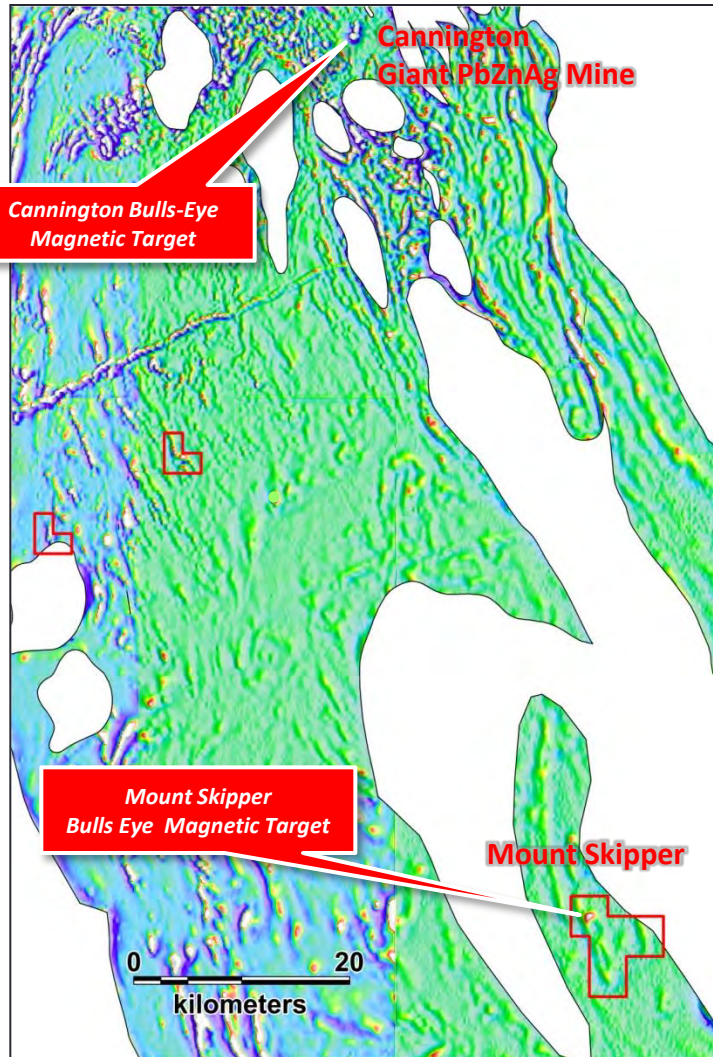 Cannington
Giant PbZnAg Mine
Cannington Bulls-Eye
Magnetic Target
Mount Skipper
Bulls Eye  Magnetic Target
Mount Skipper
0 20
kilometers